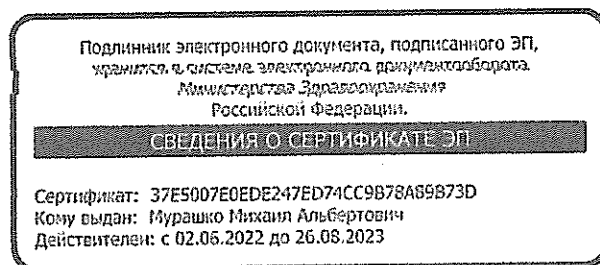 Подлинник электронного документа, подписанного ЭП,
хранится в системе электронного документооборота
Министерства Здравоохранения
Российской Федерации.
СВЕДЕНИЯ О СЕРТИФИКАТЕ ЭП
Сертификат: 37E5007E0EDE247ED74CC9B78A89B73D
Кому выдан: Мурашко Михаил Альбертович
Действителен: с 02.06.2022 до 26.08.2023